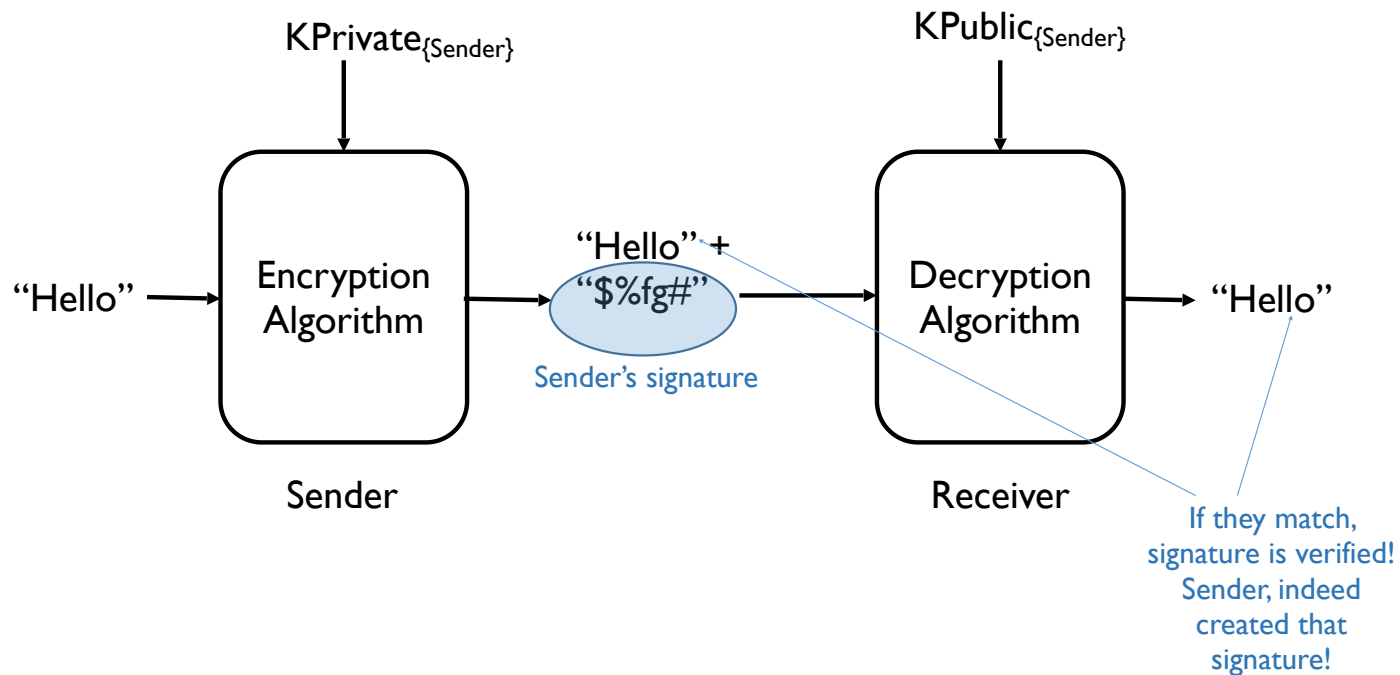 KPrivate{Sender}
KPublic{Sender}
“Hello”
Encryption
Algorithm
“Hello” +
“$%fg#”
Sender’s signature
Decryption
Algorithm
“Hello”
Sender
Receiver
If they match,
signature is verified!
Sender, indeed
created that
signature!